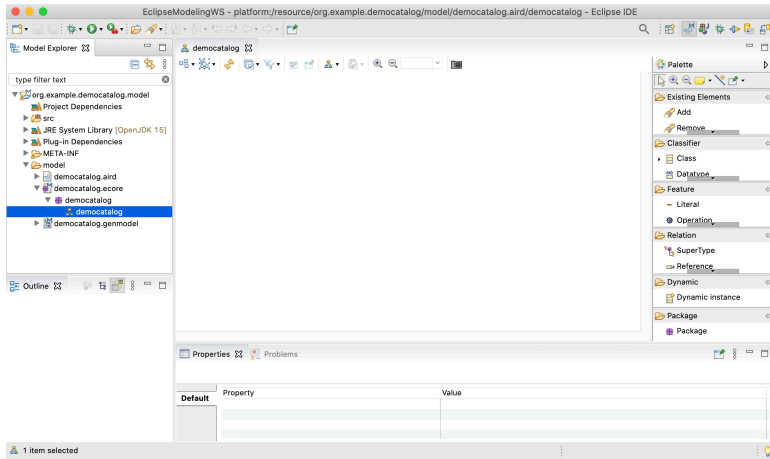 EclipseModelingWS - platform:/resource/org.example.democatalog/model/democatalog.aird/democatalog - Eclipse IDE
Model Explorer
type filter text
org.example.democatalog.model
Project Dependencies
src
JRE System Library [OpenJDK 15]
Plug-in Dependencies
META-INF
model
democatalog.aird
democatalog.ecore
democatalog
democatalog
democatalog.genmodel
Outline
democatalog
Palette
Existing Elements
Add
Remove
Classifier
Class
Datatype
Feature
Literal
Operation
Relation
SuperType
Reference
Dynamic
Dynamic instance
Package
Package
Properties
Problems
Default
Property
Value
1 item selected